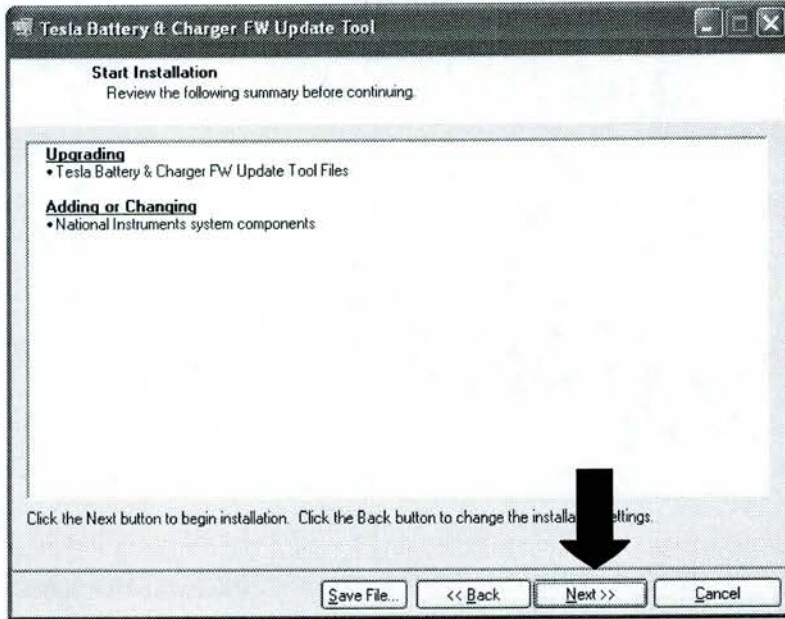 Tesla Battery & Charger FW Update Tool
Start Installation
Review the following summary before continuing.
Upgrading
• Tesla Battery & Charger FW Update Tool Files
Adding or Changing
• National Instruments system components
Click the Next button to begin installation. Click the Back button to change the
Save File... << Back Next >> Cancel